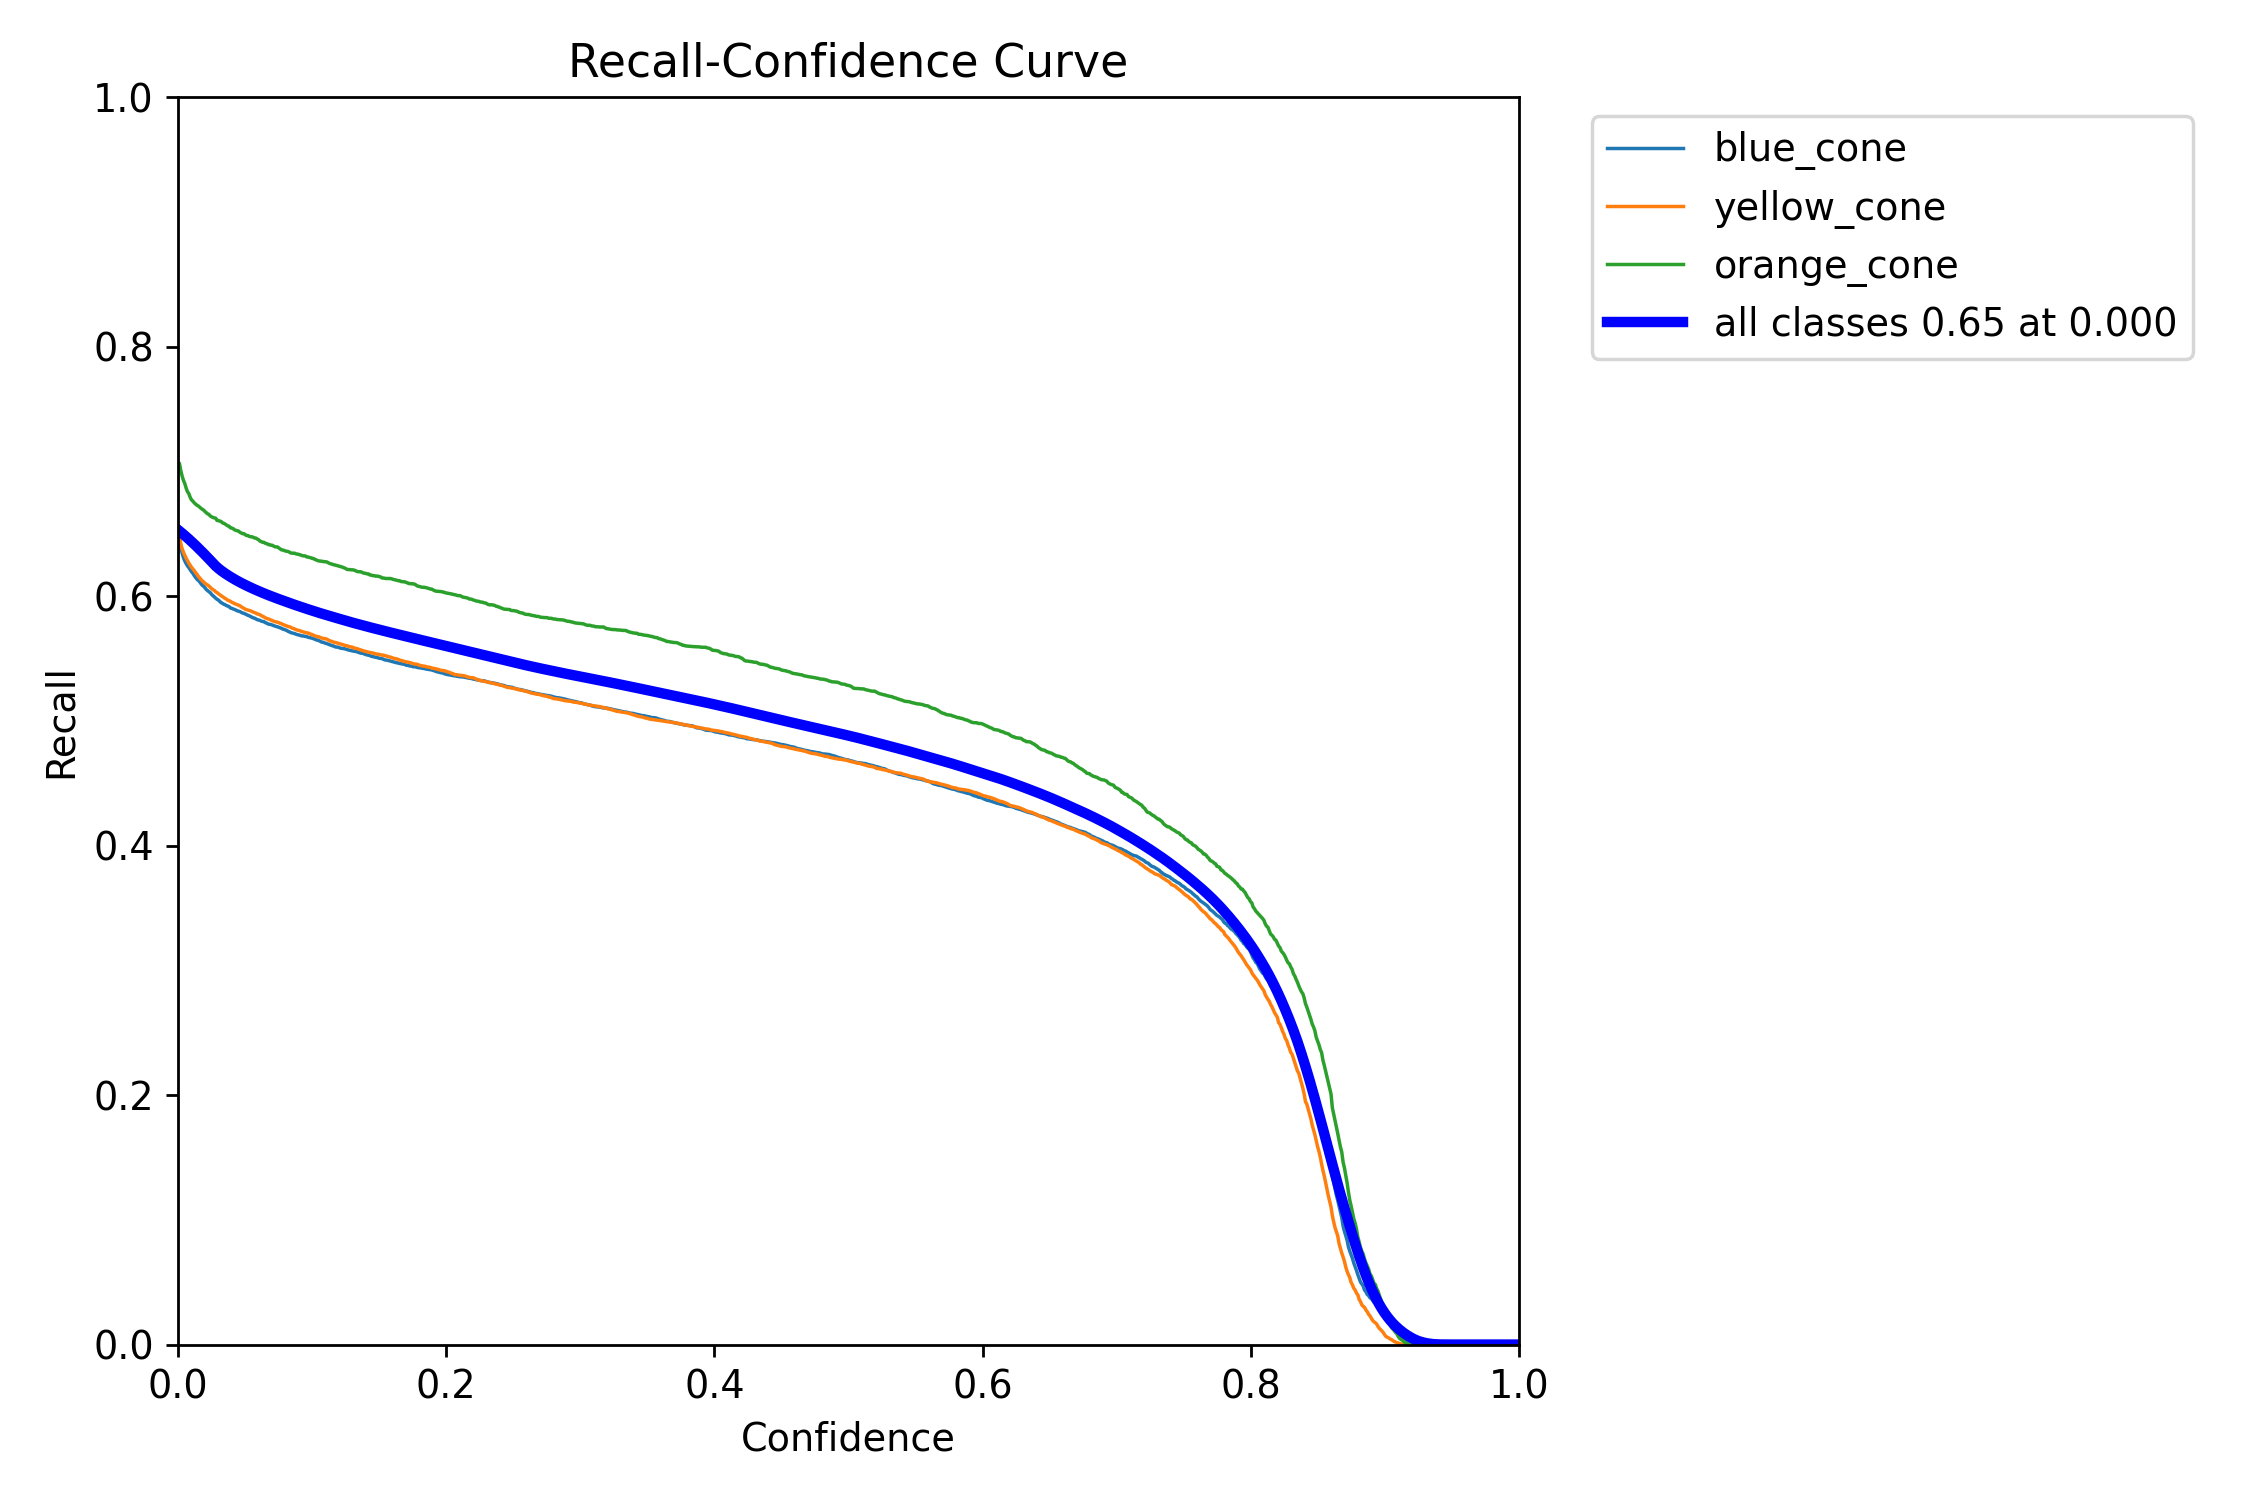 Recall-Confidence Curve
1.0
0.8
0.6
0.4
0.2
0.0
Recall
0.0 0.2 0.4 0.6 0.8 1.0
Confidence
blue_cone
yellow_cone
orange_cone
all classes 0.65 at 0.000